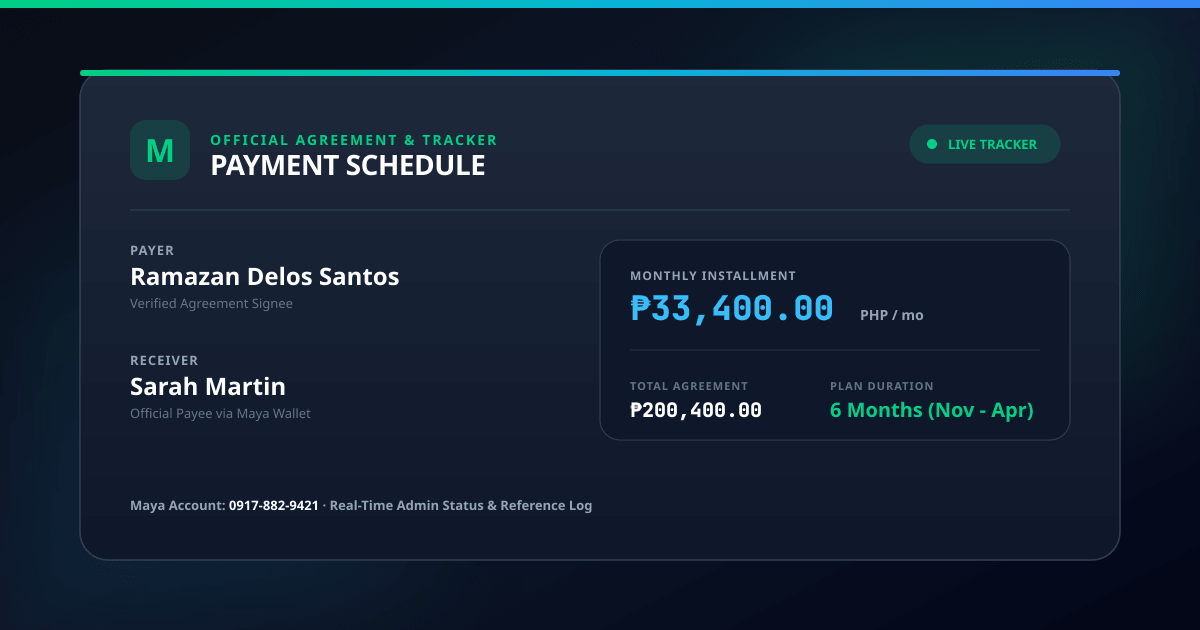 M
OFFICIAL AGREEMENT & TRACKER
PAYMENT SCHEDULE
LIVE TRACKER
PAYER
Ramazan Delos Santos
Verified Agreement Signee
RECEIVER
Sarah Martin
Official Payee via Maya Wallet
MONTHLY INSTALLMENT
₱33,400.00 PHP / mo
TOTAL AGREEMENT
₱200,400.00
PLAN DURATION
6 Months (Nov - Apr)
Maya Account: 0917-882-9421 · Real-Time Admin Status & Reference Log